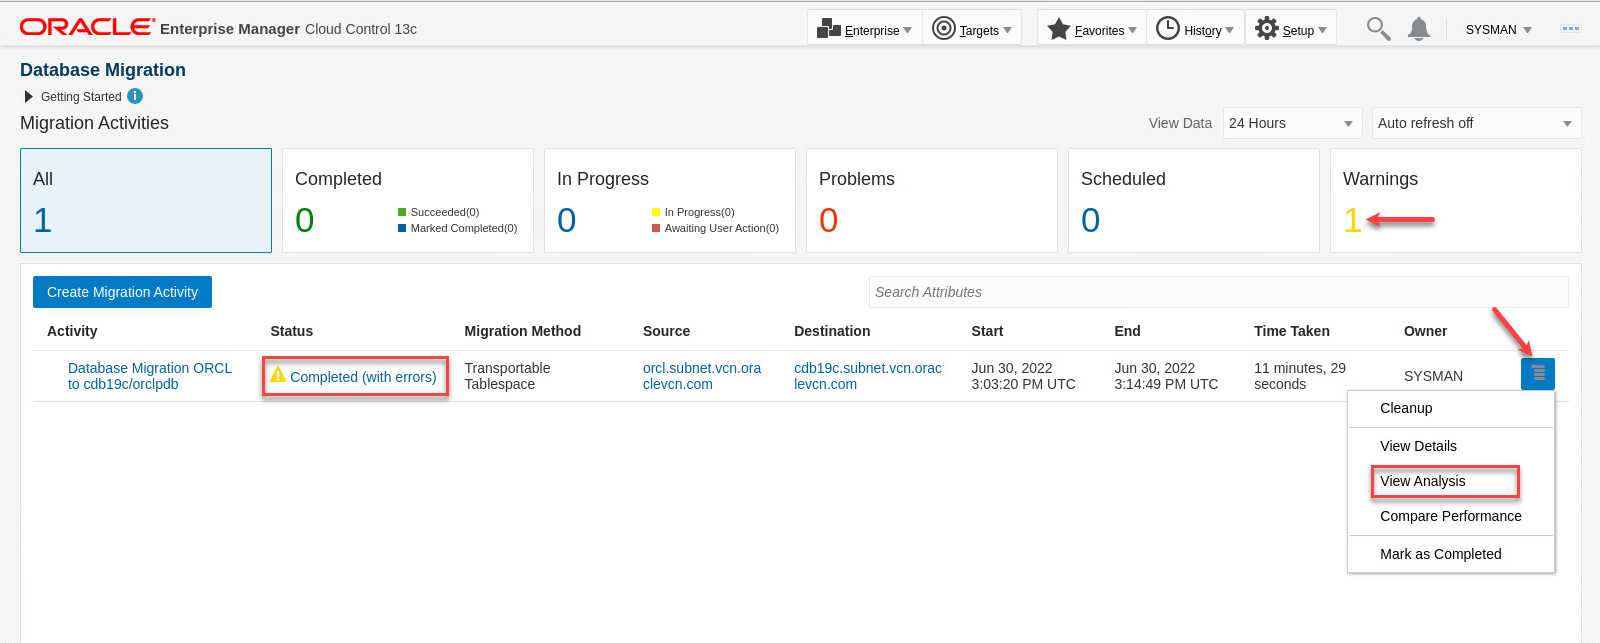 ORACLE Enterprise Manager Cloud Control 13c
Enterprise Targets Favorites History Setup SYSMAN
Database Migration
Getting Started i
Migration Activities
View Data 24 Hours Auto refresh off
All
1
Completed
0
Succeeded(0)
Marked Completed(0)
In Progress
0
In Progress(0)
Awaiting User Action(0)
Problems
0
Scheduled
0
Warnings
1
Create Migration Activity
Search Attributes
Activity Status Migration Method Source Destination Start End Time Taken Owner
Database Migration ORCL
to cdb19c/orclpdb
Completed (with errors)
Transportable
Tablespace
orcl.subnet.vcn.ora
clevcn.com
cdb19c.subnet.vcn.orac
levcn.com
Jun 30, 2022
3:03:20 PM UTC
Jun 30, 2022
3:14:49 PM UTC
11 minutes, 29
seconds
SYSMAN
Cleanup
View Details
View Analysis
Compare Performance
Mark as Completed